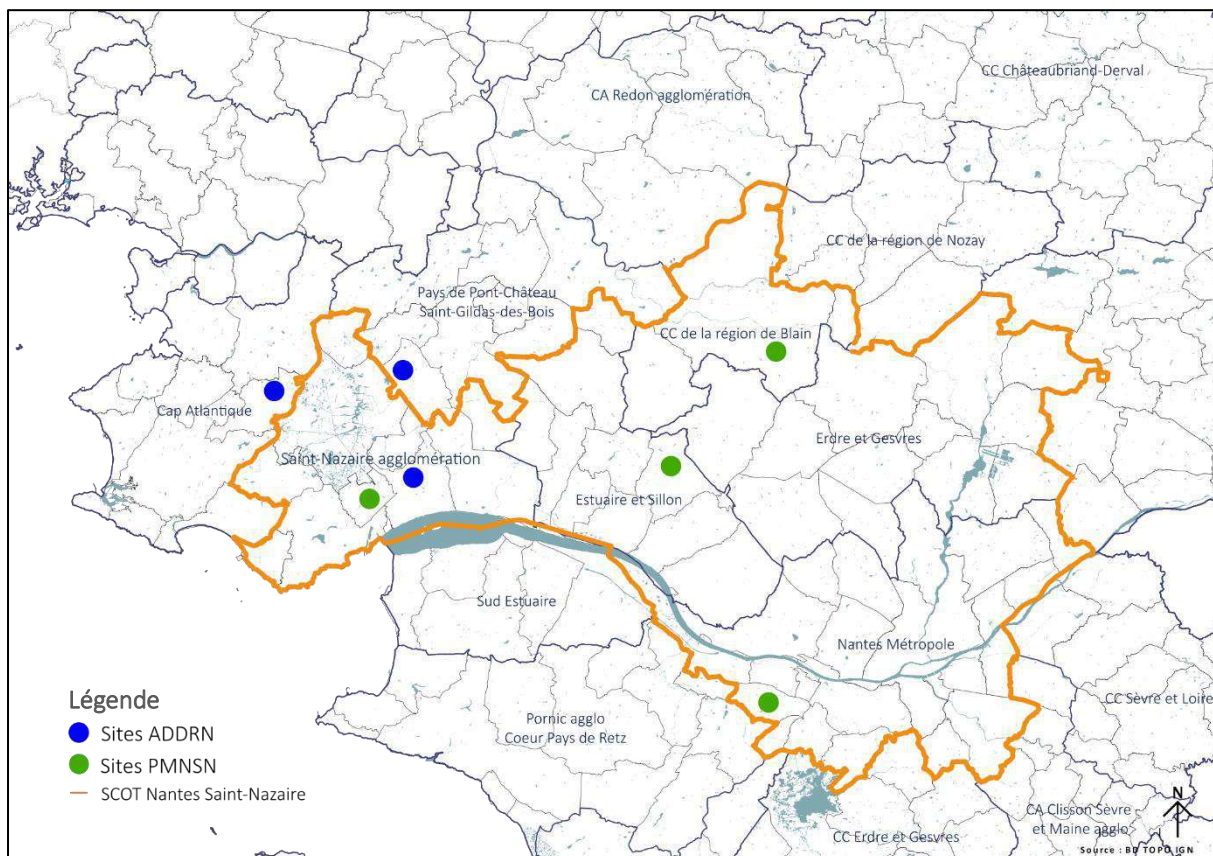 CC Châteaubriand-Derval
CA Redon agglomération
CC de la région de Nozay
Pays de Pont-Château
Saint-Gildas-des-Bois
CC de la région de Blain
Cap Atlantique
Erdre et Gesvres
Saint-Nazaire agglomération
Estuaire et Sillon
Sud Estuaire
Nantes Métropole
CC Sèvre et Loire
Pornic agglo
Coeur Pays de Retz
CC Erdre et Gesvres
CA Clisson Sèvre
et Maine agglo
Légende
Sites ADDRN
Sites PMNSN
SCOT Nantes Saint-Nazaire
N
Source : BD TOPO IGN